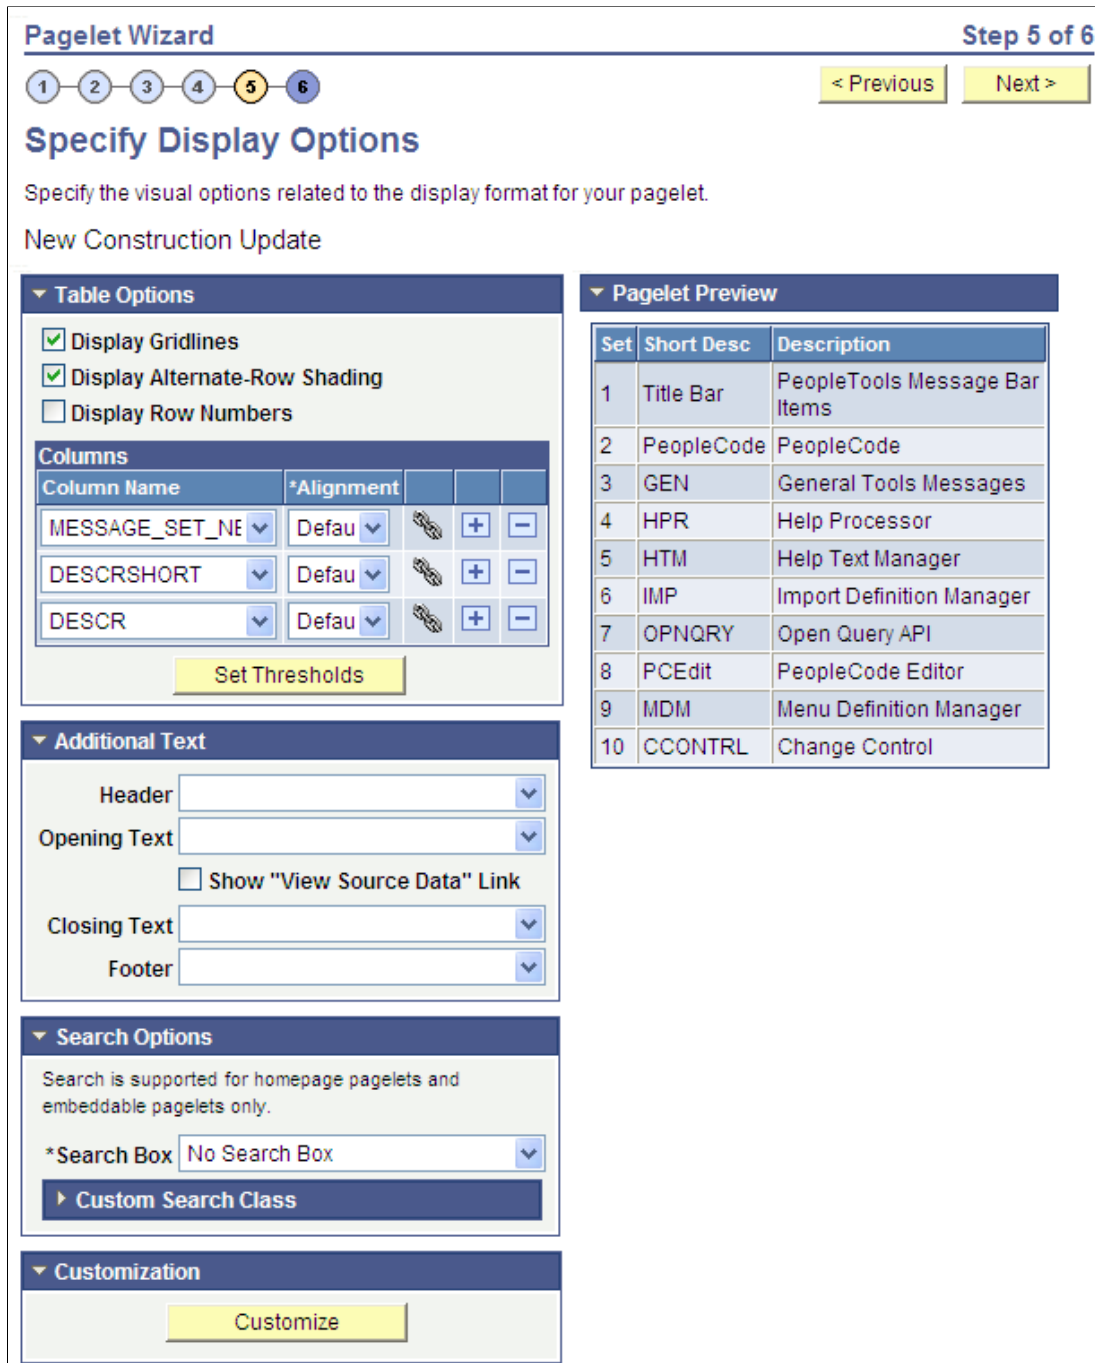 Pagelet Wizard
Step 5 of 6
1 2 3 4 5 6
< Previous
Next >
Specify Display Options
Specify the visual options related to the display format for your pagelet.
New Construction Update
Table Options
Display Gridlines
Display Alternate-Row Shading
Display Row Numbers
Columns
Column Name *Alignment
MESSAGE_SET_NE Defau
DESCRSHORT Defau
DESCR Defau
Set Thresholds
Additional Text
Header
Opening Text
Show "View Source Data" Link
Closing Text
Footer
Search Options
Search is supported for homepage pagelets and
embeddable pagelets only.
*Search Box No Search Box
Custom Search Class
Customization
Customize
Pagelet Preview
Set Short Desc Description
1 Title Bar PeopleTools Message Bar
Items
2 PeopleCode PeopleCode
3 GEN General Tools Messages
4 HPR Help Processor
5 HTM Help Text Manager
6 IMP Import Definition Manager
7 OPNQRY Open Query API
8 PCEdit PeopleCode Editor
9 MDM Menu Definition Manager
10 CCONTRL Change Control